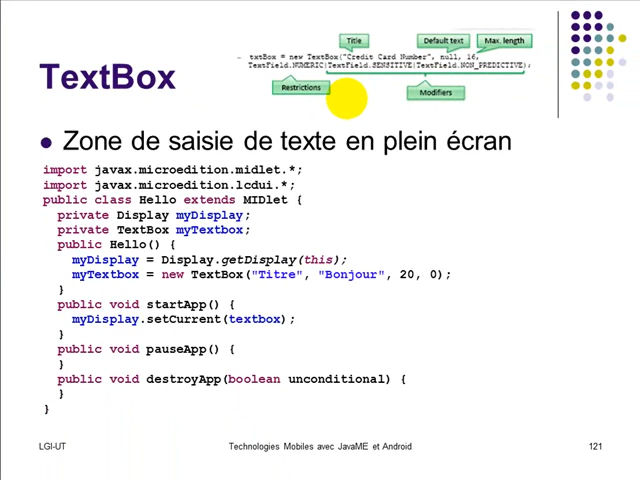 Title
Default text
Max. length
– txtBox = new TextBox("Credit Card Number", null, 16,
TextField.NUMERIC|TextField.SENSITIVE|TextField.NON_PREDICTIVE);
Restrictions
Modifiers
TextBox
Zone de saisie de texte en plein écran
import javax.microedition.midlet.*;
import javax.microedition.lcdui.*;
public class Hello extends MIDlet {
private Display myDisplay;
private TextBox myTextbox;
public Hello() {
myDisplay = Display.getDisplay(this);
myTextbox = new TextBox("Titre", "Bonjour", 20, 0);
}
public void startApp() {
myDisplay.setCurrent(textbox);
}
public void pauseApp() {
}
public void destroyApp(boolean unconditional) {
}
}
LGI-UT
Technologies Mobiles avec JavaME et Android
121